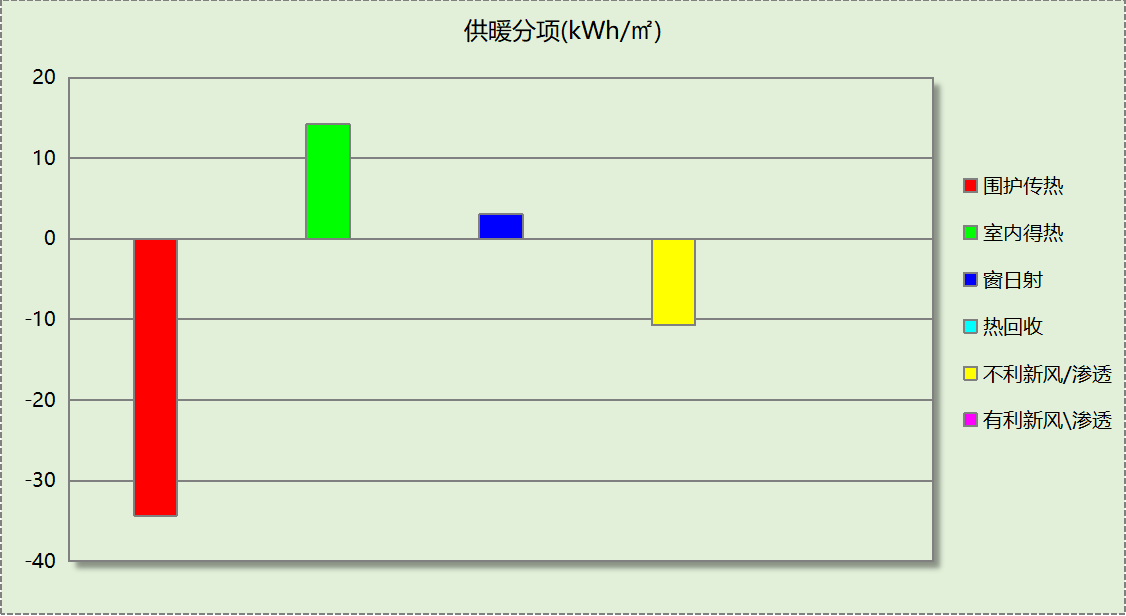 供暖分项(kWh/㎡)
20
10
0
-10
-20
-30
-40
围护传热
室内得热
窗日射
热回收
不利新风/渗透
有利新风\渗透